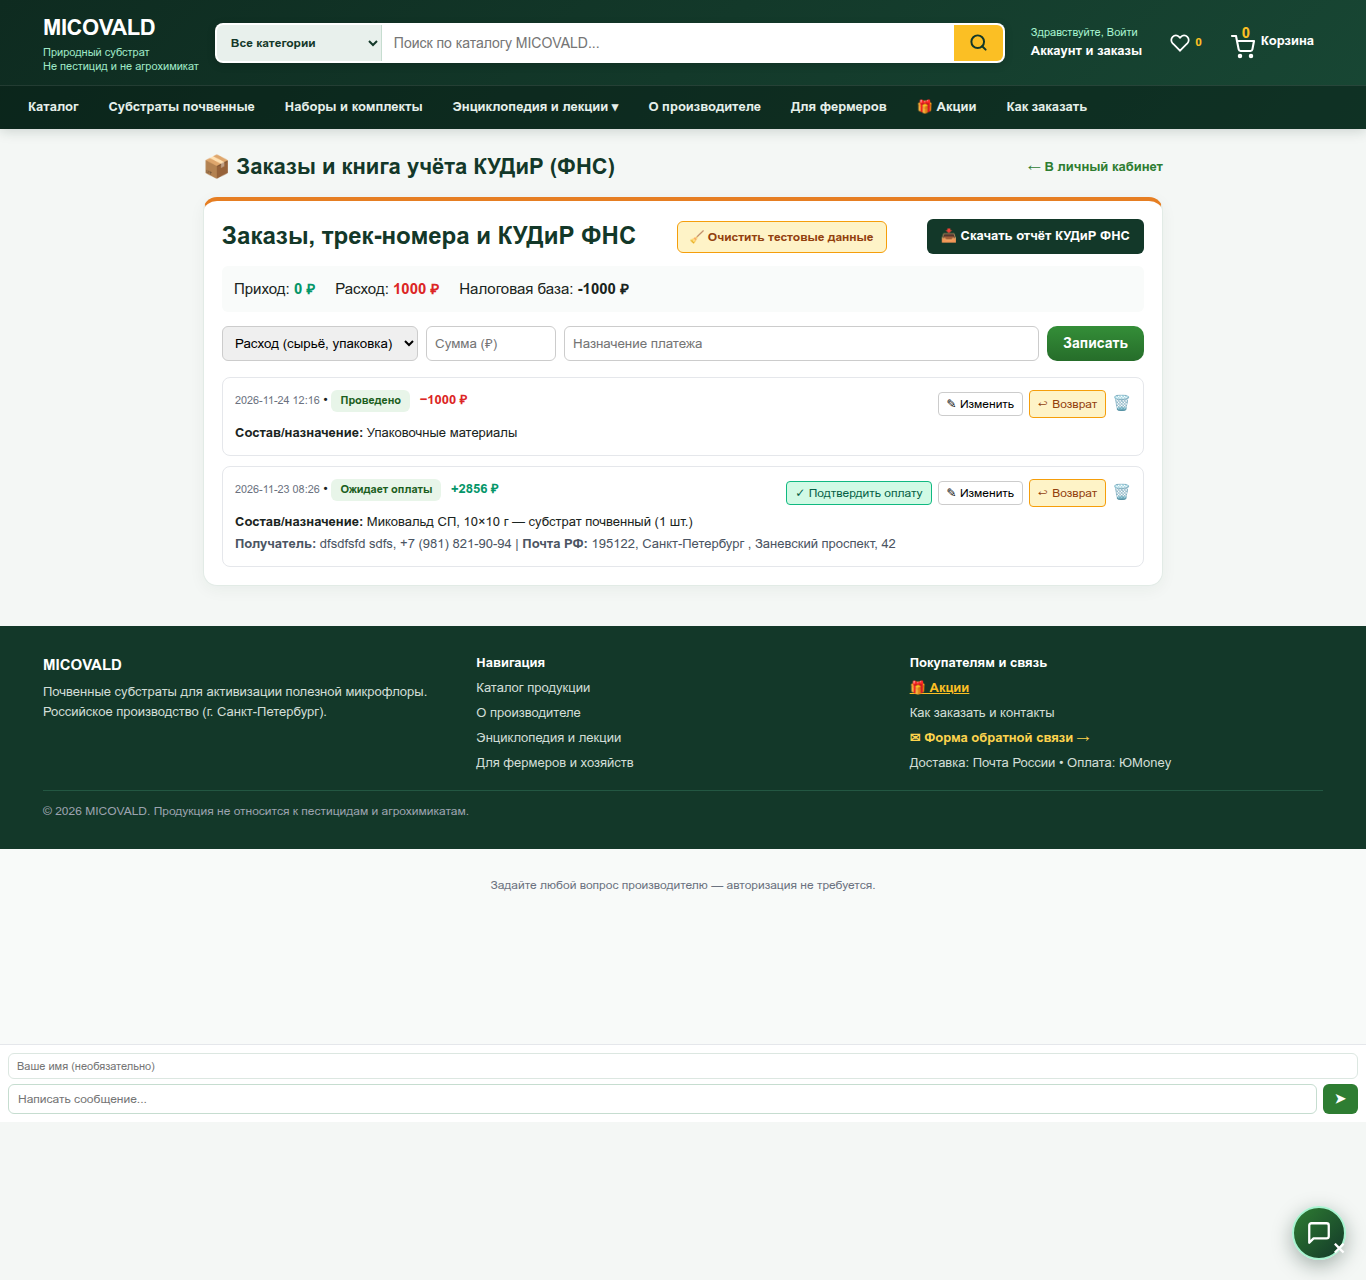 MICOVALD
Природный субстрат
Не пестицид и не агрохимикат
Все категории
Поиск по каталогу MICOVALD...
Здравствуйте, Войти
Аккаунт и заказы
0
0
Корзина
Каталог
Субстраты почвенные
Наборы и комплекты
Энциклопедия и лекции ▾
О производителе
Для фермеров
🎁 Акции
Как заказать
📦 Заказы и книга учёта КУДиР (ФНС)
← В личный кабинет
Заказы, трек-номера и КУДиР ФНС
🧹 Очистить тестовые данные
📥 Скачать отчёт КУДиР ФНС
Приход: 0 ₽ Расход: 1000 ₽ Налоговая база: -1000 ₽
Расход (сырьё, упаковка)
Сумма (₽)
Назначение платежа
Записать
2026-11-24 12:16 • Проведено −1000 ₽
✎ Изменить
↩ Возврат
Состав/назначение: Упаковочные материалы
2026-11-23 08:26 • Ожидает оплаты +2856 ₽
✓ Подтвердить оплату
✎ Изменить
↩ Возврат
Состав/назначение: Миковальд СП, 10×10 г — субстрат почвенный (1 шт.)
Получатель: dfsdfsfd sdfs, +7 (981) 821-90-94 | Почта РФ: 195122, Санкт-Петербург , Заневский проспект, 42
MICOVALD
Почвенные субстраты для активизации полезной микрофлоры.
Российское производство (г. Санкт-Петербург).
Навигация
Каталог продукции
О производителе
Энциклопедия и лекции
Для фермеров и хозяйств
Покупателям и связь
🎁 Акции
Как заказать и контакты
✉ Форма обратной связи →
Доставка: Почта России • Оплата: ЮMoney
© 2026 MICOVALD. Продукция не относится к пестицидам и агрохимикатам.
Задайте любой вопрос производителю — авторизация не требуется.
Ваше имя (необязательно)
Написать сообщение...
➤